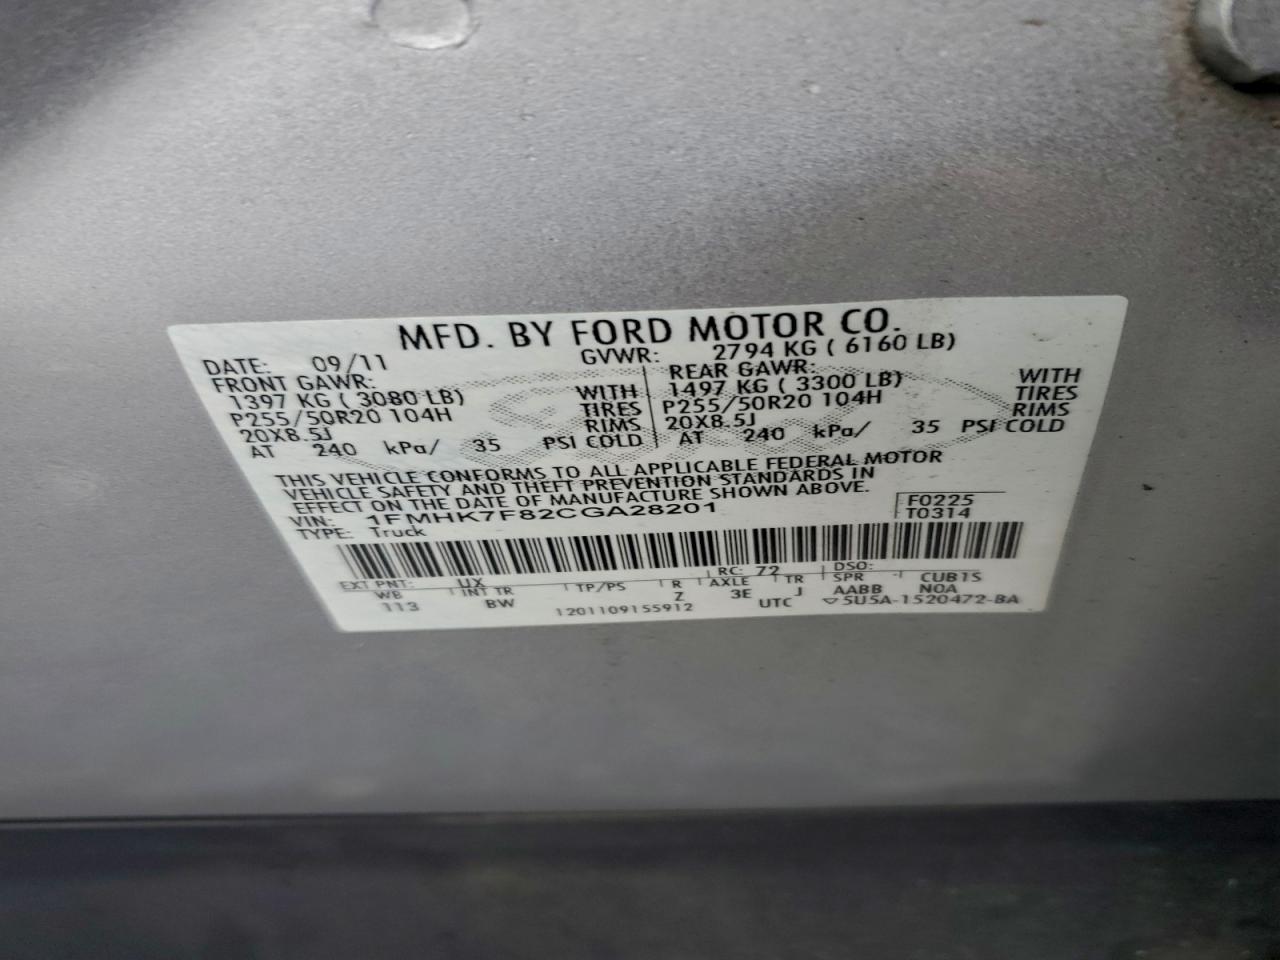 MFD. BY FORD MOTOR CO.
DATE: 09/11 GVWR: 2794 KG ( 6160 LB)
FRONT GAWR: REAR GAWR:
1397 KG ( 3080 LB) WITH 1497 KG ( 3300 LB) WITH
P255/50R20 104H TIRES P255/50R20 104H TIRES
20X8.5J RIMS 20X8.5J RIMS
AT 240 kPa/ 35 PSI COLD AT 240 kPa/ 35 PSI COLD
THIS VEHICLE CONFORMS TO ALL APPLICABLE FEDERAL MOTOR
VEHICLE SAFETY AND THEFT PREVENTION STANDARDS IN
EFFECT ON THE DATE OF MANUFACTURE SHOWN ABOVE.
VIN: 1FMHK7F82CGA28201 F0225
TYPE: Truck T0314
EXT PNT: UX RC: 72 DSO:
WB INT TR TP/PS R AXLE TR SPR CUB1S
113 BW Z 3E J AABB NOA
1201109155912 UTC ▽5U5A-1520472-BA